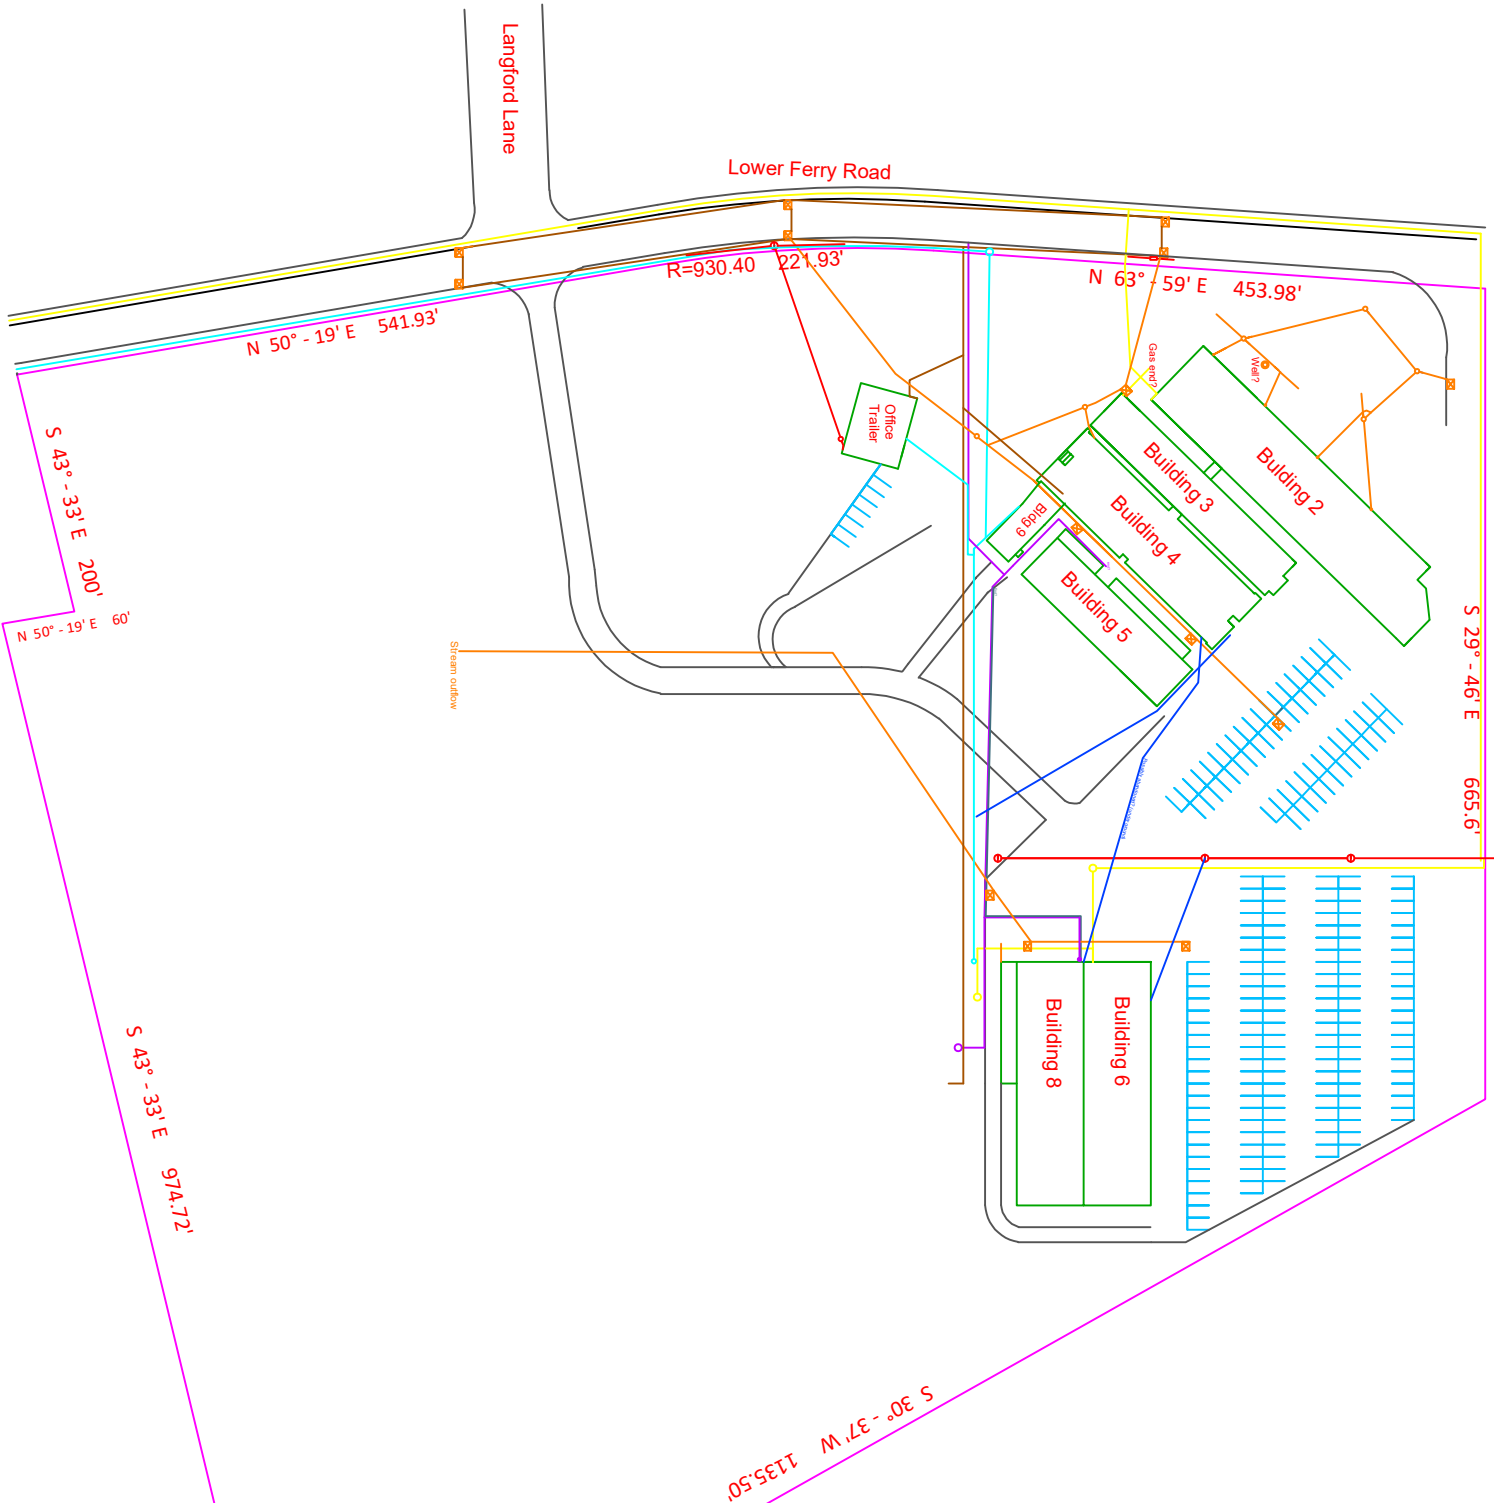 Langford Lane
Lower Ferry Road
R=930.40 221.93'
N 63° - 59' E 453.98'
N 50° - 19' E 541.93'
Gas end?
Well?
Office
Trailer
Building 3
Building 2
Building 4
Bldg 9
Building 5
S 43° - 33' E 200'
N 50° - 19' E 60'
Stream outflow
S 29° - 46' E 665.6'
Building 8
Building 6
S 43° - 33' E 974.72'
S 30° - 37' W 1135.50'